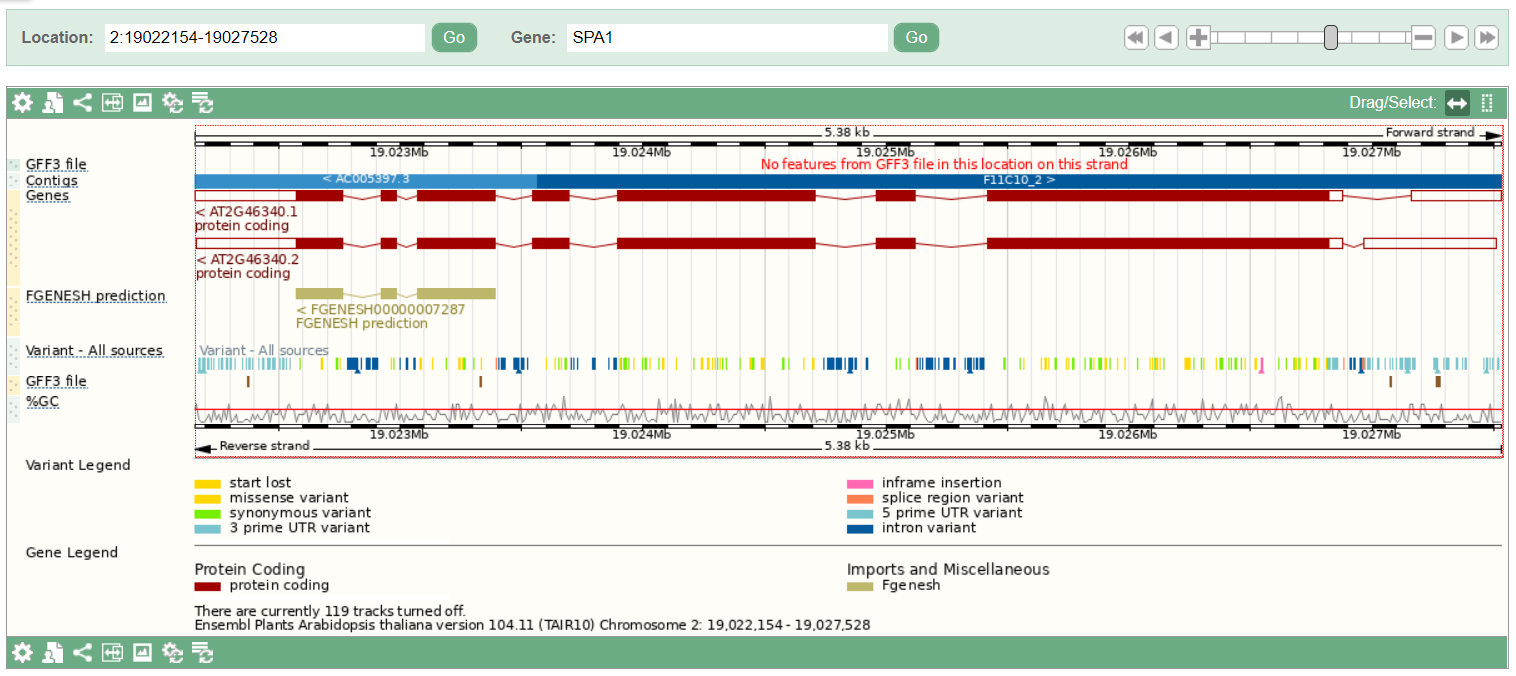 Location: 2:19022154-19027528 Go Gene: SPA1 Go
Drag/Select:
5.38 kb Forward strand
19.023Mb 19.024Mb 19.025Mb 19.026Mb 19.027Mb
GFF3 file No features from GFF3 file in this location on this strand
Contigs < AC005397.3 F11C10_2 >
Genes
< AT2G46340.1
protein coding
< AT2G46340.2
protein coding
FGENESH prediction
< FGENESH00000007287
FGENESH prediction
Variant - All sources Variant - All sources
GFF3 file
%GC
19.023Mb 19.024Mb 19.025Mb 19.026Mb 19.027Mb
Reverse strand 5.38 kb
Variant Legend
start lost inframe insertion
missense variant splice region variant
synonymous variant 5 prime UTR variant
3 prime UTR variant intron variant
Gene Legend
Protein Coding Imports and Miscellaneous
protein coding Fgenesh
There are currently 119 tracks turned off.
Ensembl Plants Arabidopsis thaliana version 104.11 (TAIR10) Chromosome 2: 19,022,154 - 19,027,528